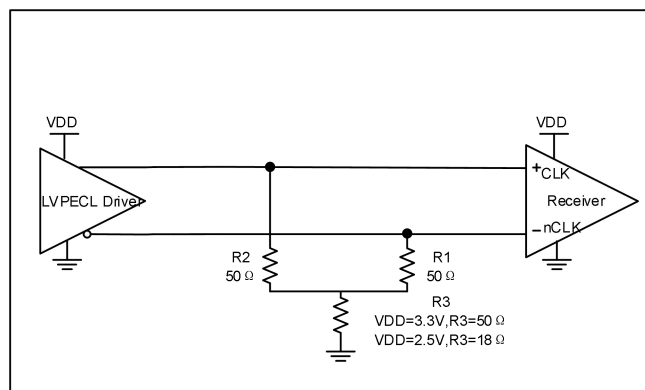 VDD
VDD
LVPECL Driver
+CLK
Receiver
-nCLK
R2
50 Ω
R1
50 Ω
R3
VDD=3.3V,R3=50 Ω
VDD=2.5V,R3=18 Ω